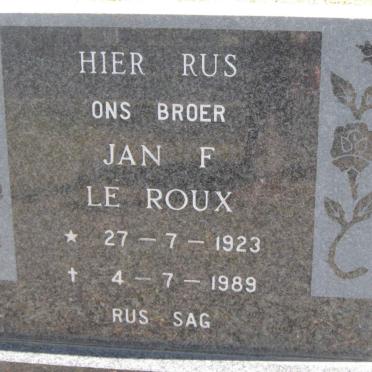 HIER RUS
ONS BROER
JAN F
LE ROUX
★ 27 – 7 – 1923
† 4 – 7 – 1989
RUS SAG